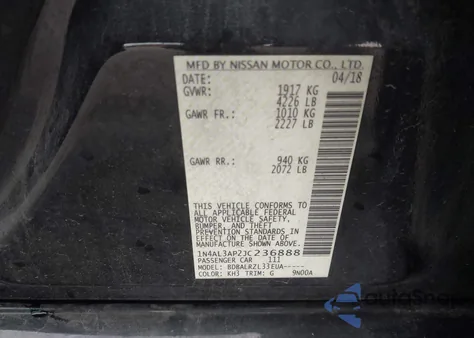 MFD BY NISSAN MOTOR CO., LTD.
DATE: 04/18
GVWR: 1917 KG
4226 LB
GAWR FR: 1010 KG
2227 LB
GAWR RR: 940 KG
2072 LB
THIS VEHICLE CONFORMS TO
ALL APPLICABLE FEDERAL
MOTOR VEHICLE SAFETY,
BUMPER, AND THEFT
PREVENTION STANDARDS IN
EFFECT ON THE DATE OF
MANUFACTURE SHOWN ABOVE.
1N4AL3AP2JC236888
PASSENGER CAR 111
MODEL: BDBALRZL33EUA-----
COLOR: KH3 TRIM: G 9N00A